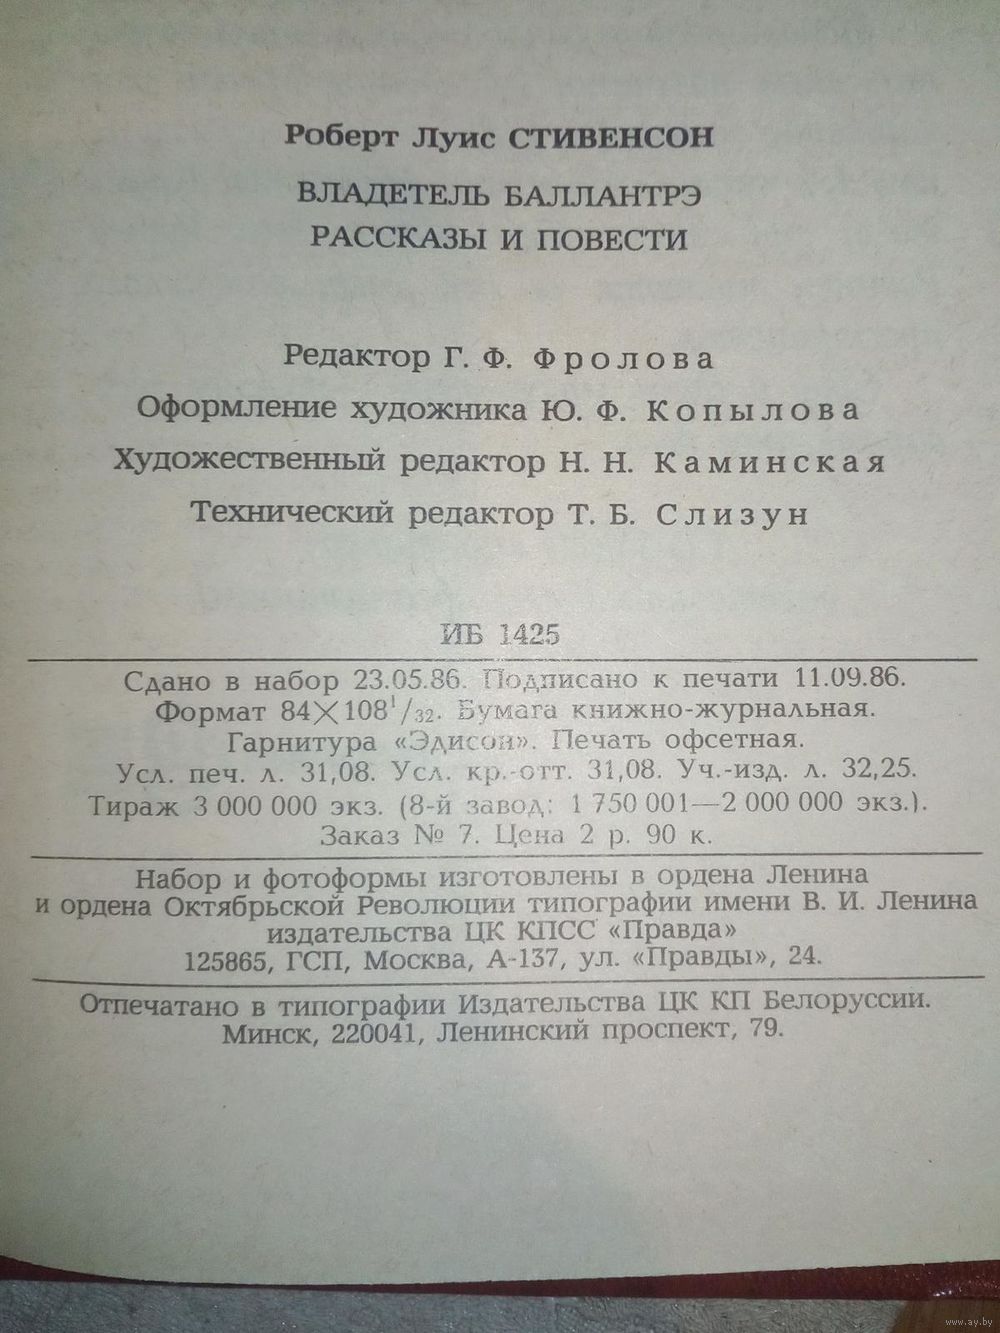 Роберт Луис СТИВЕНСОН
ВЛАДЕТЕЛЬ БАЛЛАНТРЭ
РАССКАЗЫ И ПОВЕСТИ
Редактор Г. Ф. Фролова
Оформление художника Ю. Ф. Копылова
Художественный редактор Н. Н. Каминская
Технический редактор Т. Б. Слизун
ИБ 1425
Сдано в набор 23.05.86. Подписано к печати 11.09.86.
Формат 84×108¹/₃₂. Бумага книжно-журнальная.
Гарнитура «Эдисон». Печать офсетная.
Усл. печ. л. 31,08. Усл. кр.-отт. 31,08. Уч.-изд. л. 32,25.
Тираж 3 000 000 экз. (8-й завод: 1 750 001—2 000 000 экз.).
Заказ № 7. Цена 2 р. 90 к.
Набор и фотоформы изготовлены в ордена Ленина
и ордена Октябрьской Революции типографии имени В. И. Ленина
издательства ЦК КПСС «Правда»
125865, ГСП, Москва, А-137, ул. «Правды», 24.
Отпечатано в типографии Издательства ЦК КП Белоруссии.
Минск, 220041, Ленинский проспект, 79.
www.ay.by